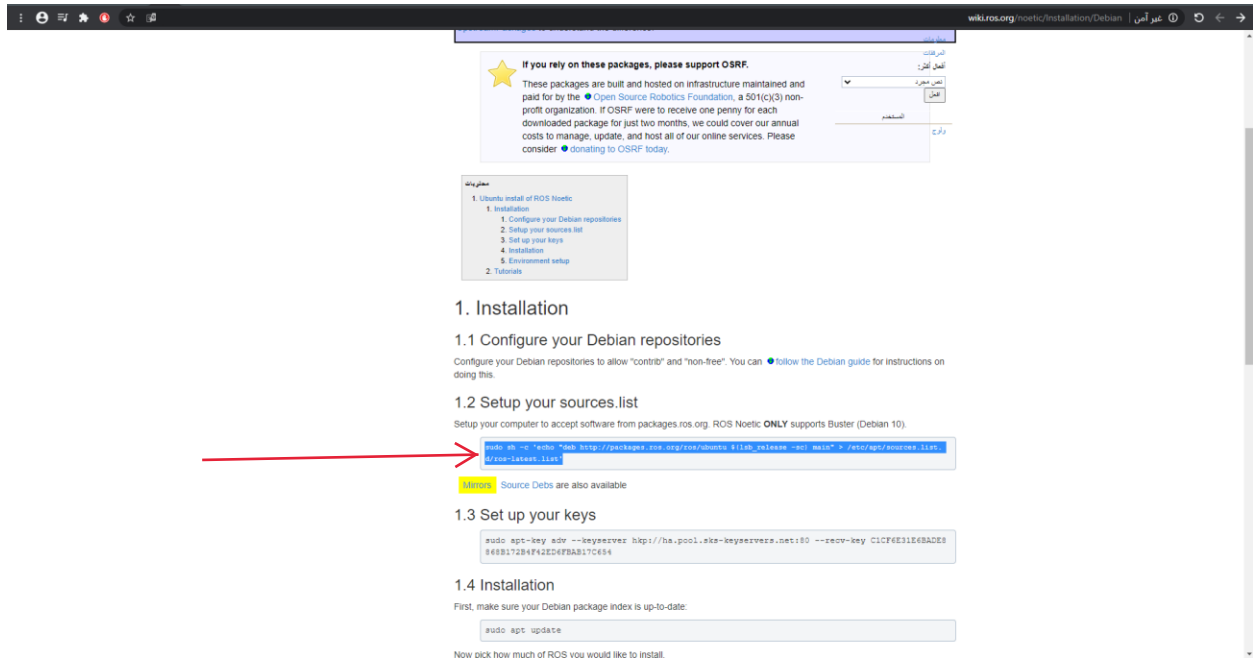 wiki.ros.org/noetic/Installation/Debian | غير آمن
معلومات
المرفقات
أفعال أكثر:
نص مجرد
افعل
المستخدم
ولوج
If you rely on these packages, please support OSRF.
These packages are built and hosted on infrastructure maintained and
paid for by the Open Source Robotics Foundation, a 501(c)(3) non-
profit organization. If OSRF were to receive one penny for each
downloaded package for just two months, we could cover our annual
costs to manage, update, and host all of our online services. Please
consider donating to OSRF today.
محتويات
1. Ubuntu install of ROS Noetic
1. Installation
1. Configure your Debian repositories
2. Setup your sources.list
3. Set up your keys
4. Installation
5. Environment setup
2. Tutorials
1. Installation
1.1 Configure your Debian repositories
Configure your Debian repositories to allow "contrib" and "non-free". You can follow the Debian guide for instructions on
doing this.
1.2 Setup your sources.list
Setup your computer to accept software from packages.ros.org. ROS Noetic ONLY supports Buster (Debian 10).
sudo sh -c 'echo "deb http://packages.ros.org/ros/ubuntu $(lsb_release -sc) main" > /etc/apt/sources.list.
d/ros-latest.list'
Mirrors Source Debs are also available
1.3 Set up your keys
sudo apt-key adv --keyserver hkp://ha.pool.sks-keyservers.net:80 --recv-key C1CF6E31E6BADE8
868B172B4F42ED6FBAB17C654
1.4 Installation
First, make sure your Debian package index is up-to-date:
sudo apt update
Now pick how much of ROS you would like to install.